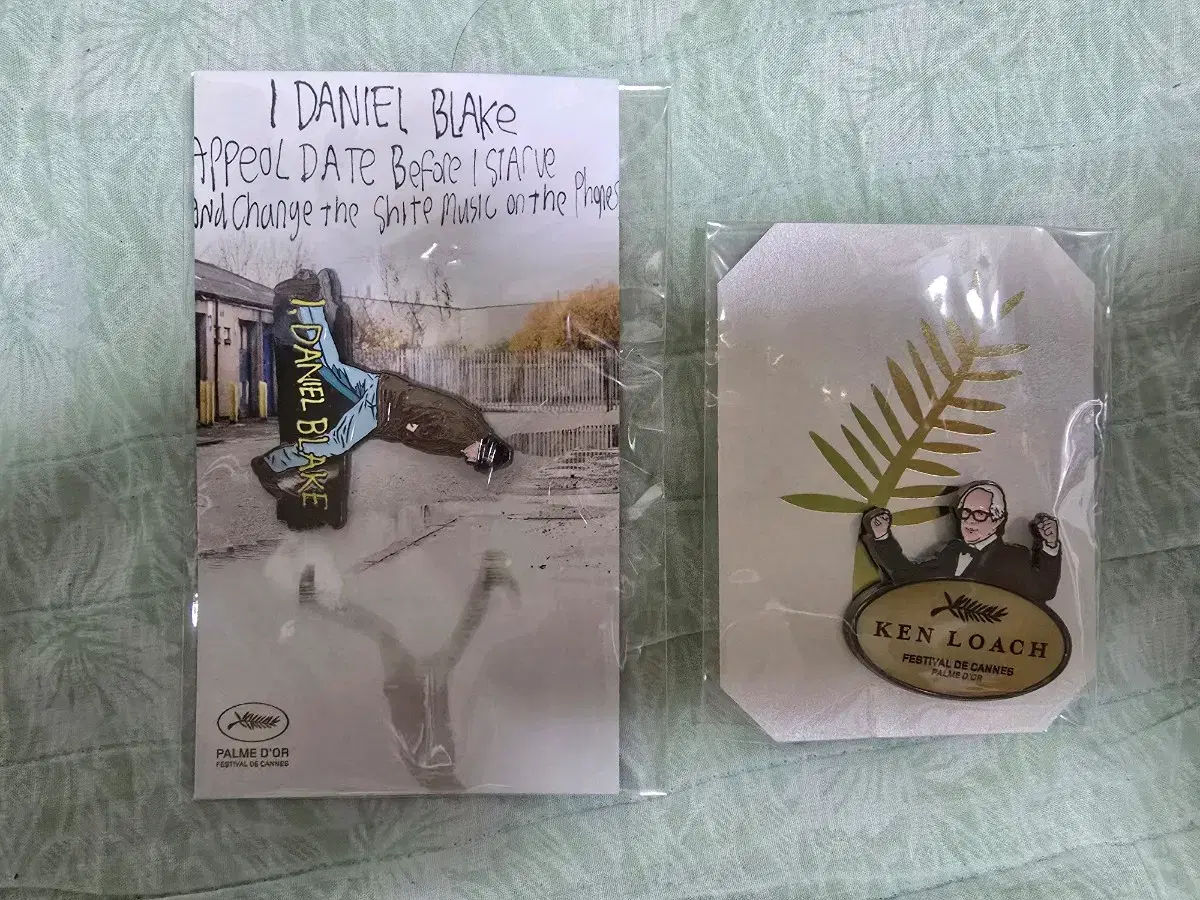 I DANIEL BLAKE
APPEOL DATE Before I STArve
and Change the Shite Music on the Phones
I, DANIEL BLAKE
PALME D'OR
FESTIVAL DE CANNES
KEN LOACH
FESTIVAL DE CANNES
PALME D'OR